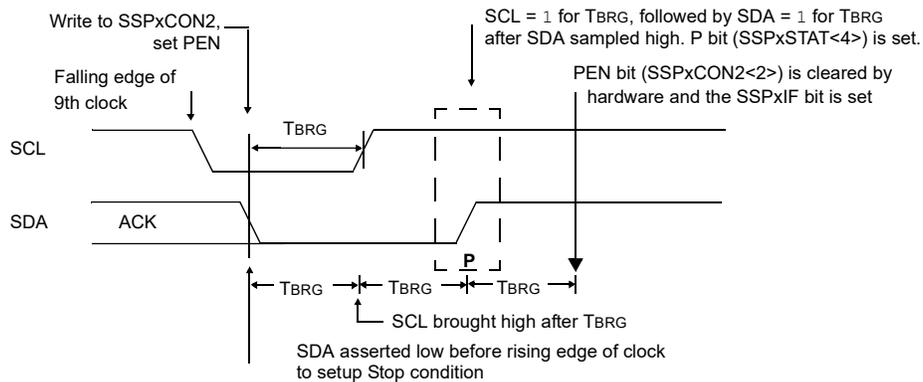 Write to SSPxCON2,
set PEN
SCL = 1 for TBRG, followed by SDA = 1 for TBRG
after SDA sampled high. P bit (SSPxSTAT<4>) is set.
Falling edge of
9th clock
PEN bit (SSPxCON2<2>) is cleared by
hardware and the SSPxIF bit is set
TBRG
SCL
SDA
ACK
P
TBRG
TBRG
TBRG
SCL brought high after TBRG
SDA asserted low before rising edge of clock
to setup Stop condition